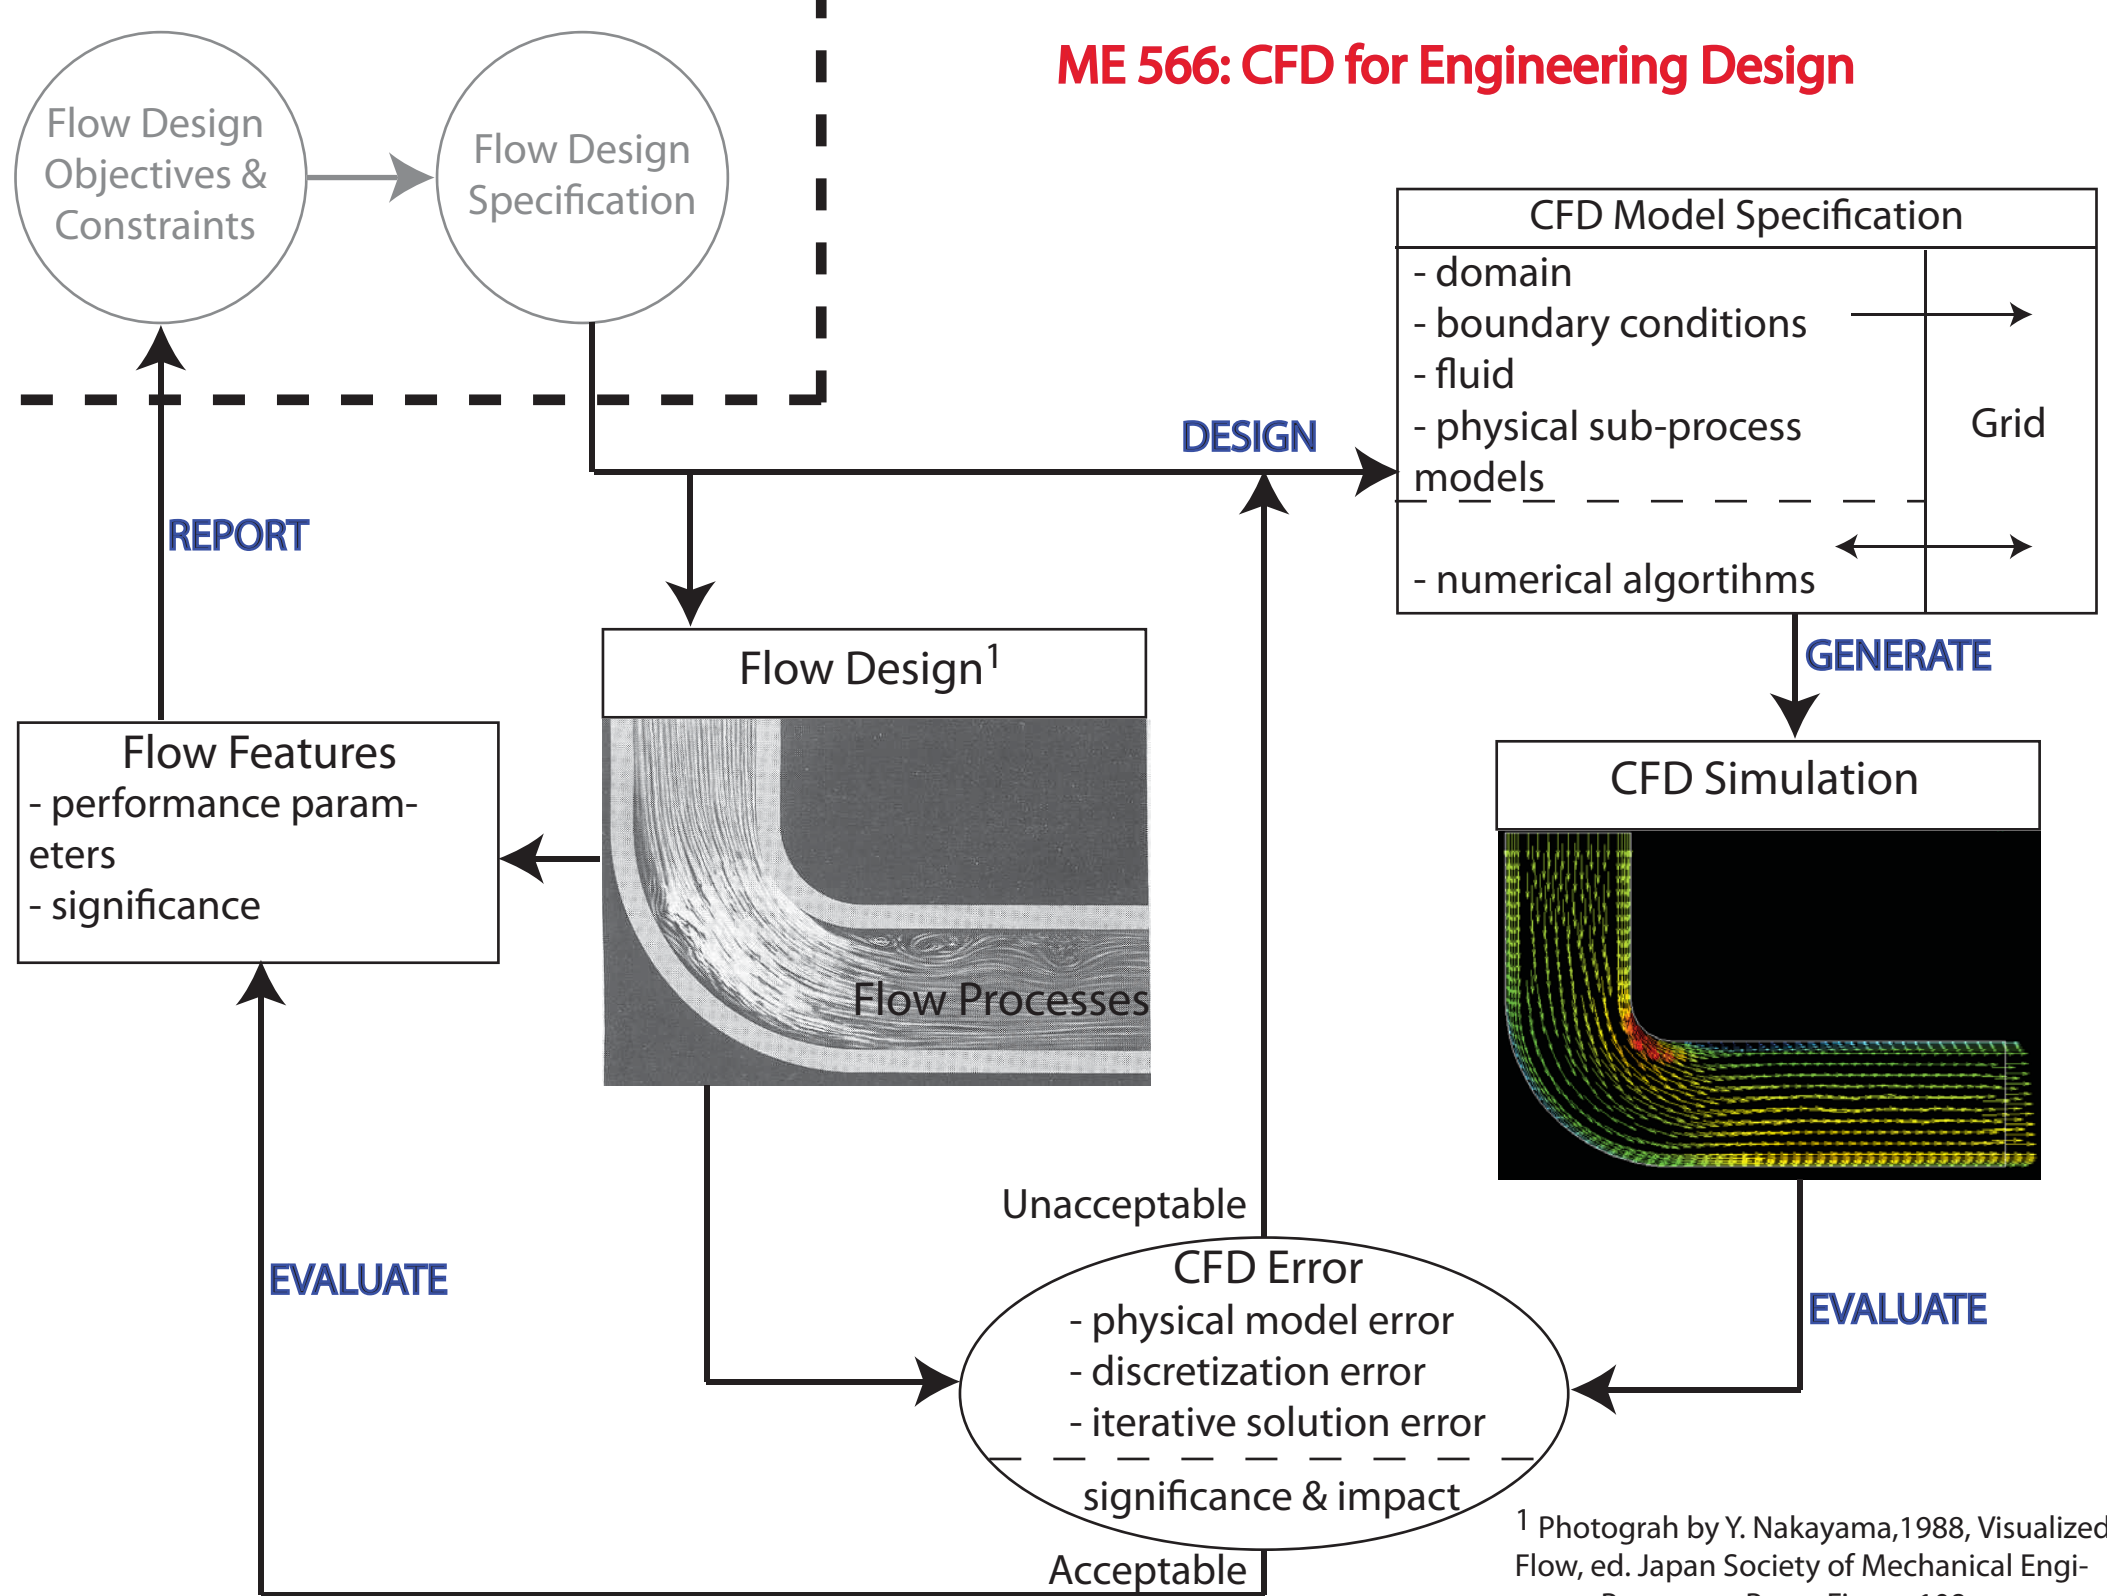 ME 566: CFD for Engineering Design
Flow Design
Objectives &
Constraints
Flow Design
Specification
CFD Model Specification
- domain
- boundary conditions
- fluid
- physical sub-process
models
- numerical algortihms
Grid
DESIGN
REPORT
GENERATE
Flow Design1
Flow Processes
Flow Features
- performance param-
eters
- significance
CFD Simulation
Unacceptable
EVALUATE
CFD Error
- physical model error
- discretization error
- iterative solution error
significance & impact
EVALUATE
Acceptable
1 Photograh by Y. Nakayama,1988, Visualized
Flow, ed. Japan Society of Mechanical Engi-